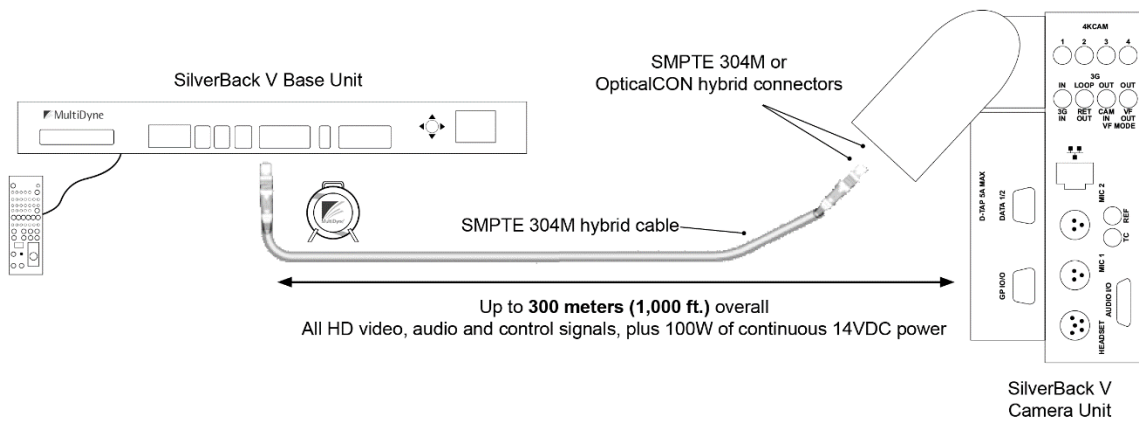 SilverBack V Base Unit
MultiDyne
SMPTE 304M or
OpticalCON hybrid connectors
MultiDyne
SMPTE 304M hybrid cable
Up to 300 meters (1,000 ft.) overall
All HD video, audio and control signals, plus 100W of continuous 14VDC power
4KCAM
1 2 3 4
3G
IN LOOP OUT OUT
3G IN
RET OUT
CAM IN
VF OUT
VF MODE
D-TAP 5A MAX
DATA 1/2
GP IO/O
MIC 2
REF
TC
MIC 1
AUDIO I/O
HEADSET
SilverBack V
Camera Unit